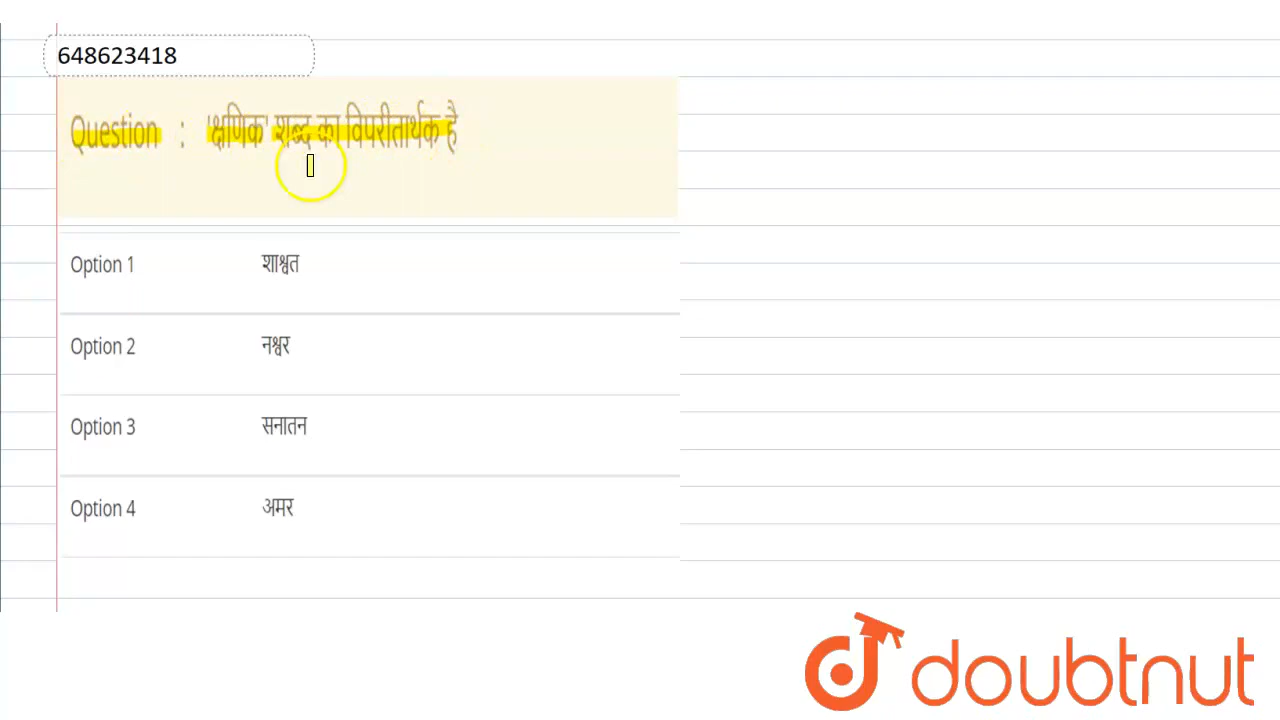 648623418
Question : 'क्षणिक' शब्द का विपरीतार्थक है
Option 1 शाश्वत
Option 2 नश्वर
Option 3 सनातन
Option 4 अमर
doubtnut